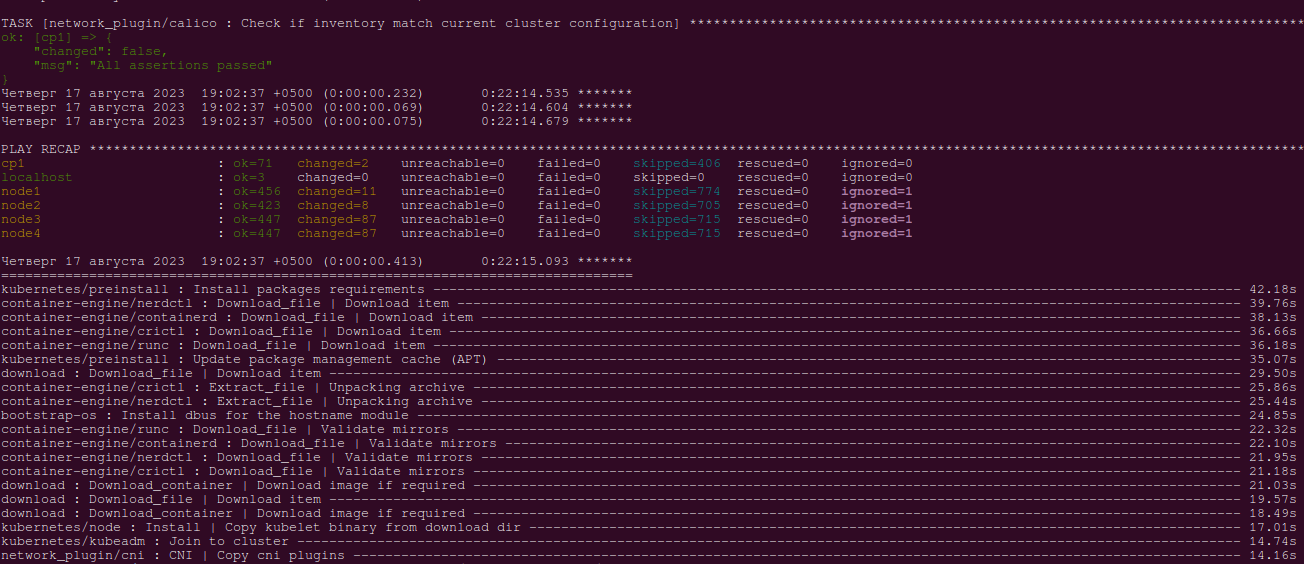 TASK [network_plugin/calico : Check if inventory match current cluster configuration] ******************************************************************************
ok: [cp1] => {
    "changed": false,
    "msg": "All assertions passed"
}
Четверг 17 августа 2023  19:02:37 +0500 (0:00:00.232)       0:22:14.535 *******
Четверг 17 августа 2023  19:02:37 +0500 (0:00:00.069)       0:22:14.604 *******
Четверг 17 августа 2023  19:02:37 +0500 (0:00:00.075)       0:22:14.679 *******
PLAY RECAP ********************************************************************************************************************************************************
cp1                        : ok=71   changed=2    unreachable=0    failed=0    skipped=406  rescued=0    ignored=0
localhost                  : ok=3    changed=0    unreachable=0    failed=0    skipped=0    rescued=0    ignored=0
node1                      : ok=456  changed=11   unreachable=0    failed=0    skipped=774  rescued=0    ignored=1
node2                      : ok=423  changed=8    unreachable=0    failed=0    skipped=705  rescued=0    ignored=1
node3                      : ok=447  changed=87   unreachable=0    failed=0    skipped=715  rescued=0    ignored=1
node4                      : ok=447  changed=87   unreachable=0    failed=0    skipped=715  rescued=0    ignored=1
Четверг 17 августа 2023  19:02:37 +0500 (0:00:00.413)       0:22:15.093 *******
===============================================================================
kubernetes/preinstall : Install packages requirements ------ 42.18s
container-engine/nerdctl : Download_file | Download item ------ 39.76s
container-engine/containerd : Download_file | Download item ------ 38.13s
container-engine/crictl : Download_file | Download item ------ 36.66s
container-engine/runc : Download_file | Download item ------ 36.18s
kubernetes/preinstall : Update package management cache (APT) ------ 35.07s
download : Download_file | Download item ------ 29.50s
container-engine/crictl : Extract_file | Unpacking archive ------ 25.86s
container-engine/nerdctl : Extract_file | Unpacking archive ------ 25.44s
bootstrap-os : Install dbus for the hostname module ------ 24.85s
container-engine/runc : Download_file | Validate mirrors ------ 22.32s
container-engine/containerd : Download_file | Validate mirrors ------ 22.10s
container-engine/nerdctl : Download_file | Validate mirrors ------ 21.95s
container-engine/crictl : Download_file | Validate mirrors ------ 21.18s
download : Download_container | Download image if required ------ 21.03s
download : Download_file | Download item ------ 19.57s
download : Download_container | Download image if required ------ 18.49s
kubernetes/node : Install | Copy kubelet binary from download dir ------ 17.01s
kubernetes/kubeadm : Join to cluster ------ 14.74s
network_plugin/cni : CNI | Copy cni plugins ------ 14.16s